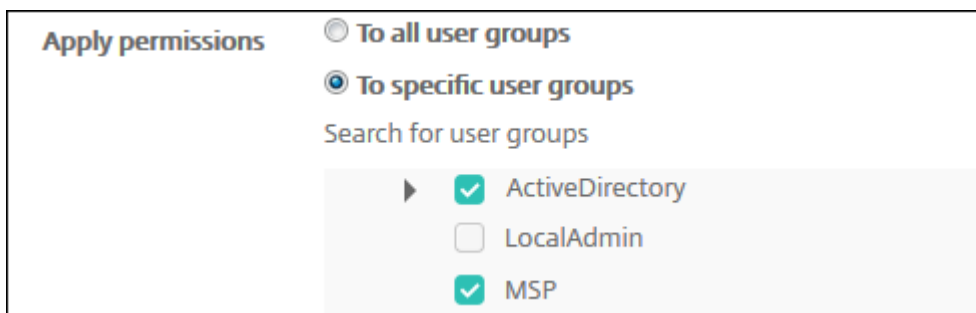 Apply permissions
To all user groups
To specific user groups
Search for user groups
ActiveDirectory
LocalAdmin
MSP